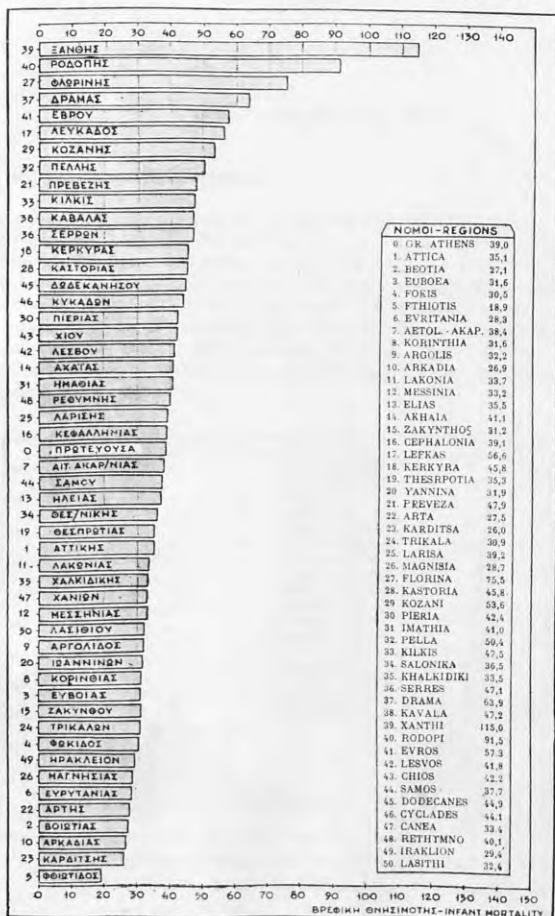 0 10 20 30 40 50 60 70 80 90 100 110 120 130 140
39 ΞΑΝΘΗΣ
40 ΡΟΔΟΠΗΣ
27 ΦΛΩΡΙΝΗΣ
37 ΔΡΑΜΑΣ
41 ΕΒΡΟΥ
17 ΛΕΥΚΑΔΟΣ
29 ΚΟΖΑΝΗΣ
32 ΠΕΛΛΗΣ
21 ΠΡΕΒΕΖΗΣ
33 ΚΙΛΚΙΣ
38 ΚΑΒΑΛΑΣ
36 ΣΕΡΡΩΝ
18 ΚΕΡΚΥΡΑΣ
28 ΚΑΣΤΟΡΙΑΣ
45 ΔΩΔΕΚΑΝΗΣΟΥ
46 ΚΥΚΛΑΔΩΝ
30 ΠΙΕΡΙΑΣ
43 ΧΙΟΥ
42 ΛΕΣΒΟΥ
14 ΑΧΑΪΑΣ
31 ΗΜΑΘΙΑΣ
48 ΡΕΘΥΜΝΗΣ
25 ΛΑΡΙΣΗΣ
16 ΚΕΦΑΛΛΗΝΙΑΣ
0 ΠΡΩΤΕΥΟΥΣΑ
7 ΑΙΤ. ΑΚΑΡ/ΝΙΑΣ
44 ΣΑΜΟΥ
13 ΗΛΕΙΑΣ
34 ΘΕΣ/ΝΙΚΗΣ
19 ΘΕΣΠΡΩΤΙΑΣ
1 ΑΤΤΙΚΗΣ
11 ΛΑΚΩΝΙΑΣ
35 ΧΑΛΚΙΔΙΚΗΣ
47 ΧΑΝΙΩΝ
12 ΜΕΣΣΗΝΙΑΣ
50 ΛΑΣΙΘΙΟΥ
9 ΑΡΓΟΛΙΔΟΣ
20 ΙΩΑΝΝΙΝΩΝ
8 ΚΟΡΙΝΘΙΑΣ
3 ΕΥΒΟΙΑΣ
15 ΖΑΚΥΝΘΟΥ
24 ΤΡΙΚΑΛΩΝ
4 ΦΩΚΙΔΟΣ
49 ΗΡΑΚΛΕΙΟΝ
26 ΜΑΓΝΗΣΙΑΣ
6 ΕΥΡΥΤΑΝΙΑΣ
22 ΑΡΤΗΣ
2 ΒΟΙΩΤΙΑΣ
10 ΑΡΚΑΔΙΑΣ
23 ΚΑΡΔΙΤΣΗΣ
5 ΦΘΙΩΤΙΔΟΣ
0 10 20 30 40 50 60 70 80 90 100 110 120 130 140
ΒΡΕΦΙΚΗ ΘΝΗΣΙΜΟΤΗΣ-INFANT MORTALITY
ΝΟΜΟΙ-REGIONS
0. GR. ATHENS 39,0
1. ATTICA 35,1
2. BEOTIA 27,1
3. EUBOEA 31,6
4. FOKIS 30,5
5. FTHIOTIS 18,9
6. EVRITANIA 28,3
7. AETOL.-AKAP. 38,4
8. KORINTHIA 31,6
9. ARGOLIS 32,2
10. ARKADIA 26,9
11. LAKONIA 33,7
12. MESSINIA 33,2
13. ELIAS 35,5
14. AKHAIA 41,1
15. ZAKYNTHOS 31,2
16. CEPHALONIA 39,1
17. LEFKAS 56,6
18. KERKYRA 45,8
19. THESRPOTIA 35,3
20 YANNINA 31,9
21. PREVEZA 47,9
22. ARTA 27,5
23. KARDITSA 26,0
24. TRIKALA 30,9
25. LARISA 39,2
26. MAGNISIA 28,7
27. FLORINA 75,5
28. KASTORIA 45,8
29 KOZANI 53,6
30 PIERIA 42,4
31. IMATHIA 41,0
32. PELLA 50,4
33. KILKIS 47,5
34. SALONIKA 36,5
35. KHALKIDIKI 33,5
36. SERRES 47,1
37. DRAMA 63,9
38. KAVALA 47,2
39. XANTHI 115,0
40. RODOPI 91,5
41. EVROS 57.3
42. LESVOS 41,8
43. CHIOS 42.2
44. SAMOS 37,7
45. DODECANES 44,9
46. CYCLADES 44,1
47. CANEA 33.4
48. RETHTMNO 40,1
49. IRAKLION 29,4
50. LASITHI 32,4